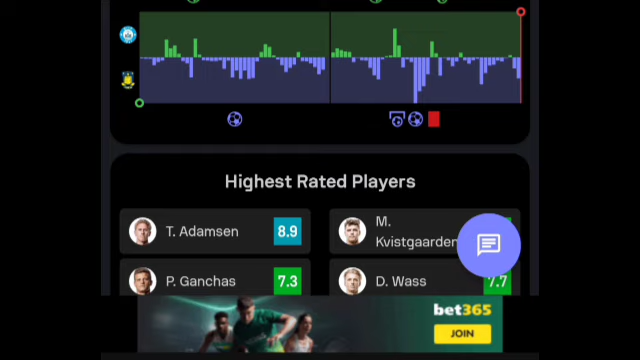 Highest Rated Players
T. Adamsen 8.9
M.
Kvistgaarden
P. Ganchas 7.3
D. Wass 7.7
bet365
JOIN